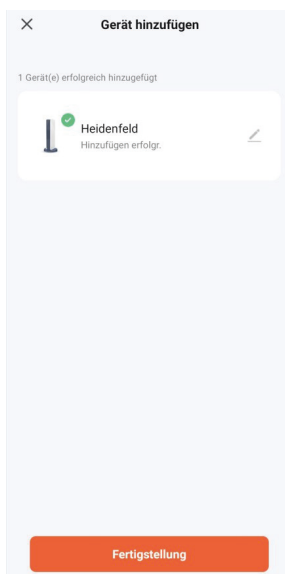 Gerät hinzufügen
1 Gerät(e) erfolgreich hinzugefügt
Heidenfeld
Hinzufügen erfolgr.
Fertigstellung